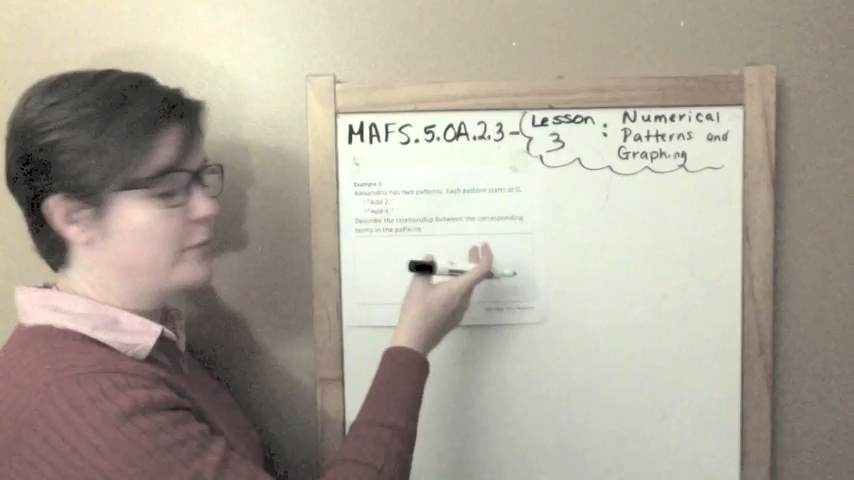 MAFS.5.OA.2.3-
Lesson 3 :
Numerical
Patterns and
Graphing
Example 3:
Alexandria has two patterns. Each pattern starts at 0.
"Add 2."
"Add 4."
Describe the relationship between the corresponding
terms in the patterns.